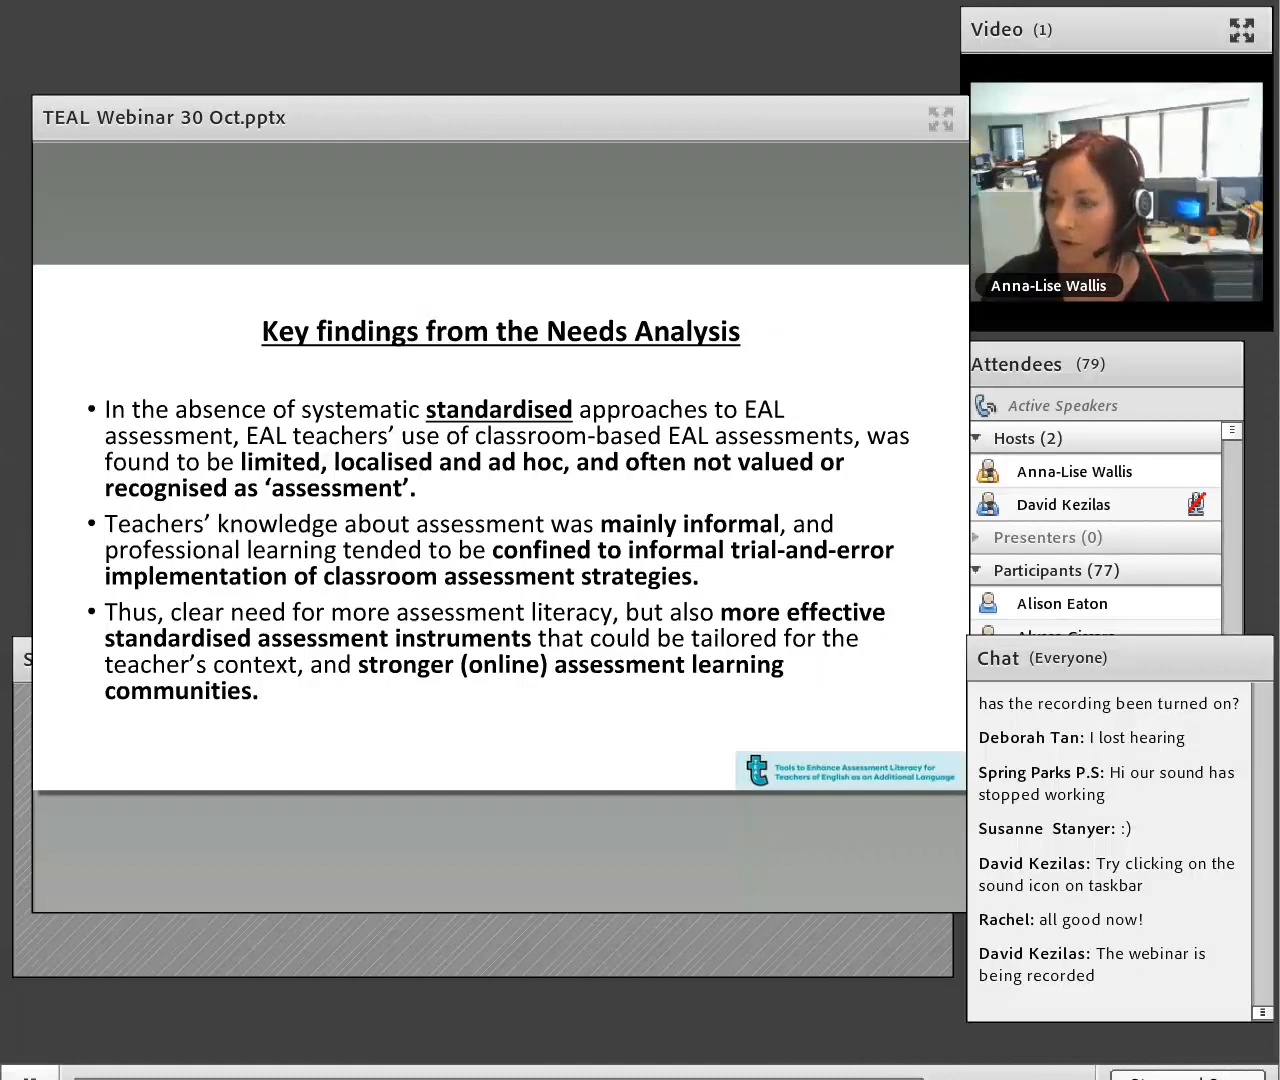 Video (1)
TEAL Webinar 30 Oct.pptx
Key findings from the Needs Analysis
• In the absence of systematic standardised approaches to EAL
assessment, EAL teachers’ use of classroom-based EAL assessments, was
found to be limited, localised and ad hoc, and often not valued or
recognised as ‘assessment’.
• Teachers’ knowledge about assessment was mainly informal, and
professional learning tended to be confined to informal trial-and-error
implementation of classroom assessment strategies.
• Thus, clear need for more assessment literacy, but also more effective
standardised assessment instruments that could be tailored for the
teacher’s context, and stronger (online) assessment learning
communities.
Tools to Enhance Assessment Literacy for
Teachers of English as an Additional Language
Anna-Lise Wallis
Attendees (79)
Active Speakers
Hosts (2)
Anna-Lise Wallis
David Kezilas
Presenters (0)
Participants (77)
Alison Eaton
Chat (Everyone)
has the recording been turned on?
Deborah Tan: I lost hearing
Spring Parks P.S: Hi our sound has
stopped working
Susanne Stanyer: :)
David Kezilas: Try clicking on the
sound icon on taskbar
Rachel: all good now!
David Kezilas: The webinar is
being recorded